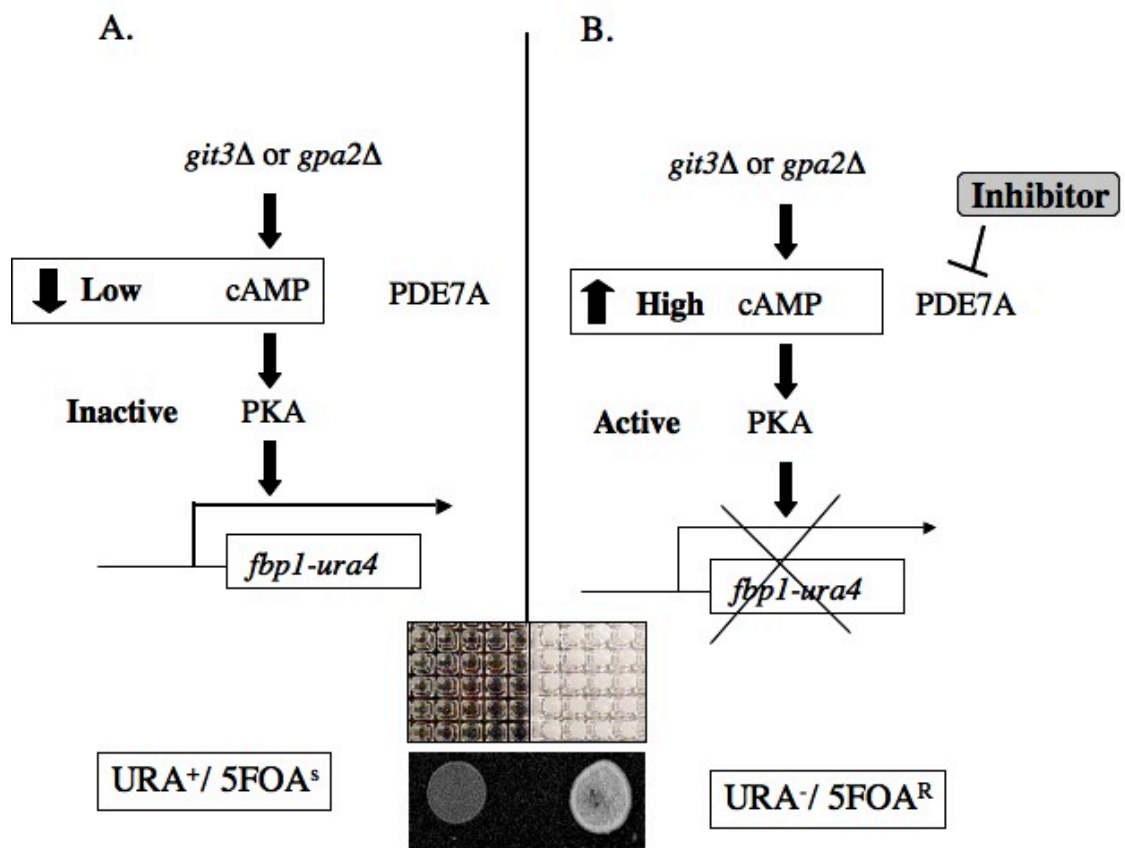 A.
git3Δ or gpa2Δ
Low cAMP PDE7A
Inactive PKA
fbp1-ura4
URA⁺/ 5FOAˢ
B.
git3Δ or gpa2Δ
Inhibitor
High cAMP PDE7A
Active PKA
fbp1-ura4
URA⁻/ 5FOAᴿ